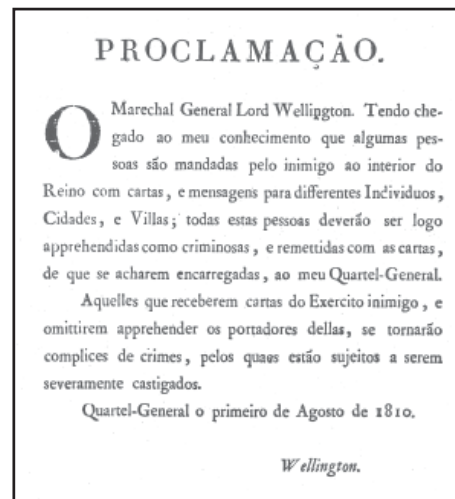 PROCLAMAÇÃO.
O Marechal General Lord Wellington. Tendo che-
gado ao meu conhecimento que algumas pes-
soas são mandadas pelo inimigo ao interior do
Reino com cartas, e mensagens para differentes Individuos,
Cidades, e Villas; todas estas pessoas deverão ser logo
apprehendidas como criminosas, e remettidas com as cartas,
de que se acharem encarregadas, ao meu Quartel-General.
Aquelles que receberem cartas do Exercito inimigo, e
omittirem apprehender os portadores dellas, se tornarão
complices de crimes, pelos quaes estão sujeitos a serem
severamente castigados.
Quartel-General o primeiro de Agosto de 1810.
Wellington.